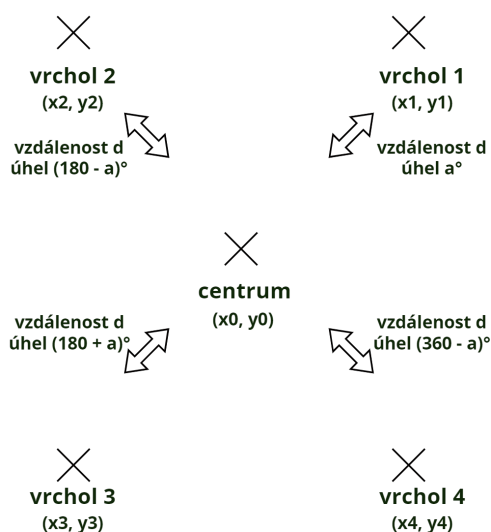 vrchol 2
(x2, y2)
vrchol 1
(x1, y1)
vzdálenost d
úhel (180 - a)°
vzdálenost d
úhel a°
centrum
(x0, y0)
vzdálenost d
úhel (180 + a)°
vzdálenost d
úhel (360 - a)°
vrchol 3
(x3, y3)
vrchol 4
(x4, y4)